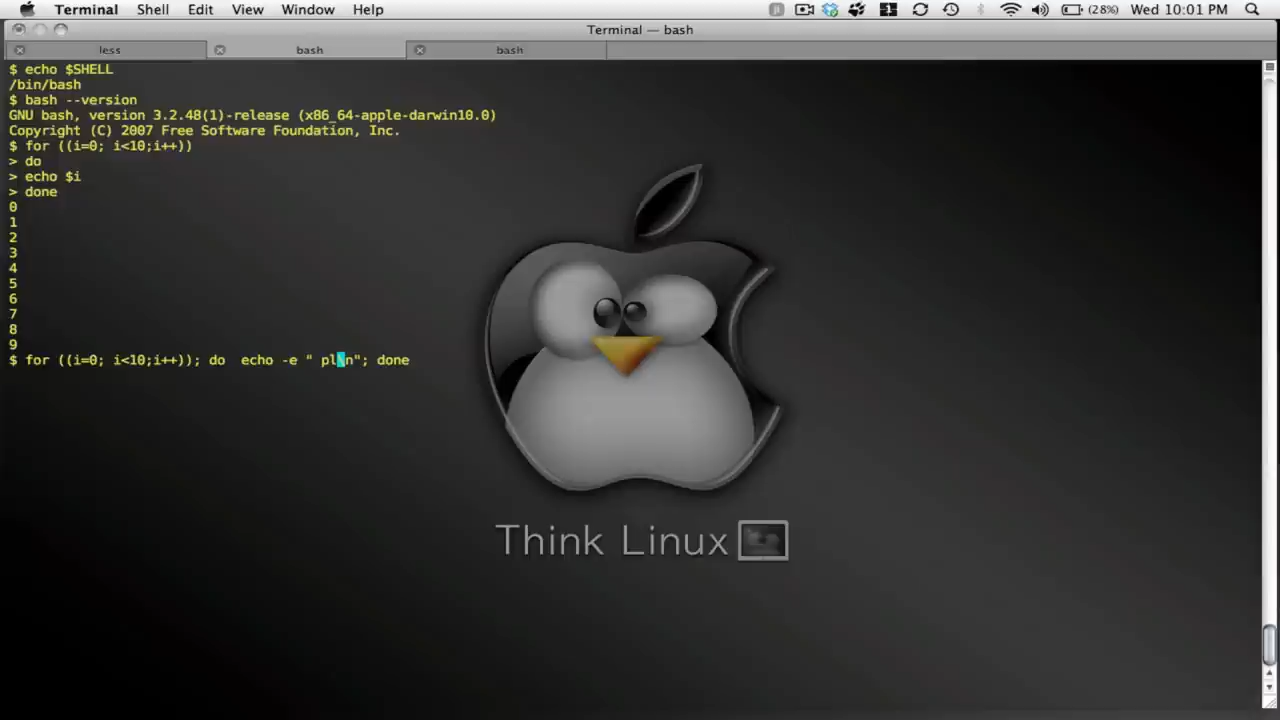 Terminal Shell Edit View Window Help (28%) Wed 10:01 PM
Terminal — bash
less bash bash
$ echo $SHELL
/bin/bash
$ bash --version
GNU bash, version 3.2.48(1)-release (x86_64-apple-darwin10.0)
Copyright (C) 2007 Free Software Foundation, Inc.
$ for ((i=0; i<10;i++))
> do
> echo $i
> done
0
1
2
3
4
5
6
7
8
9
$ for ((i=0; i<10;i++)); do  echo -e " pl\n"; done
Think Linux